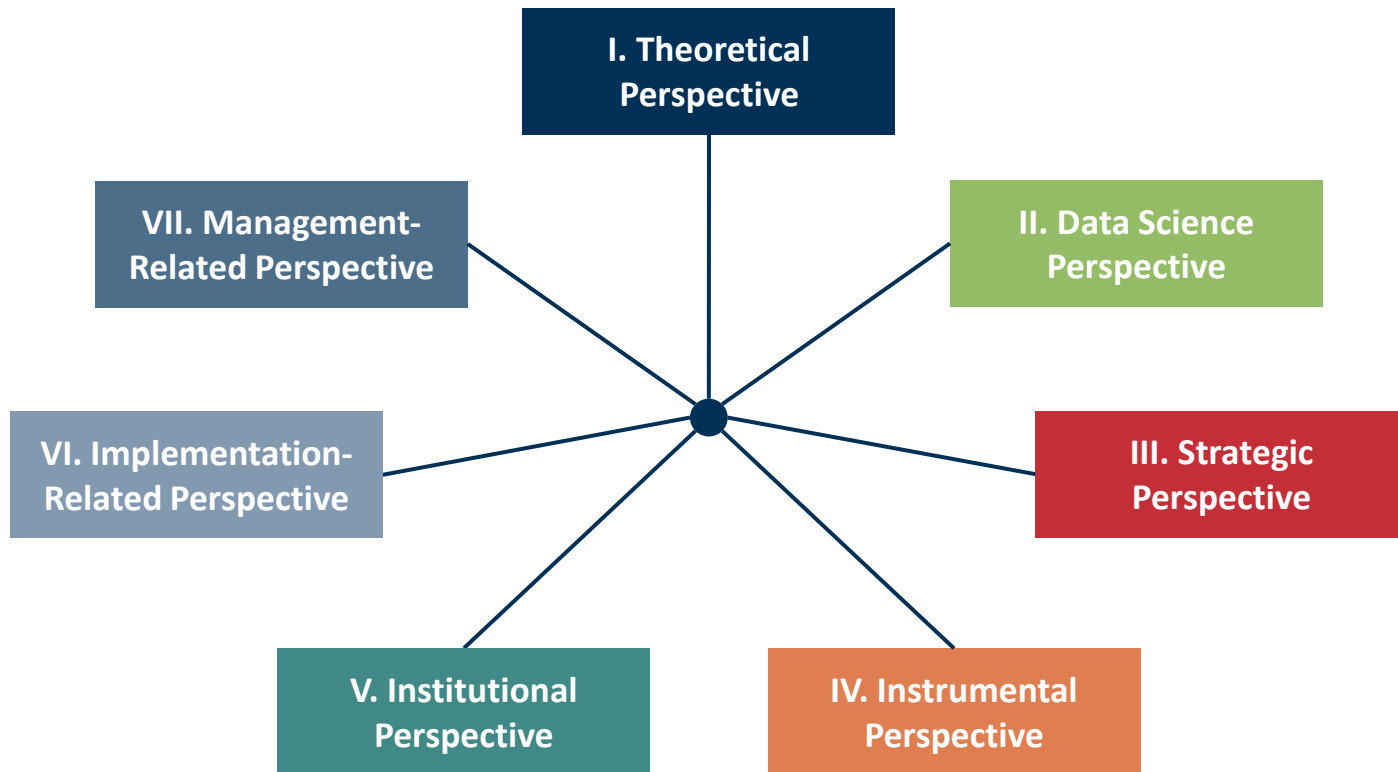 I. Theoretical
Perspective
II. Data Science
Perspective
III. Strategic
Perspective
IV. Instrumental
Perspective
V. Institutional
Perspective
VI. Implementation-
Related Perspective
VII. Management-
Related Perspective